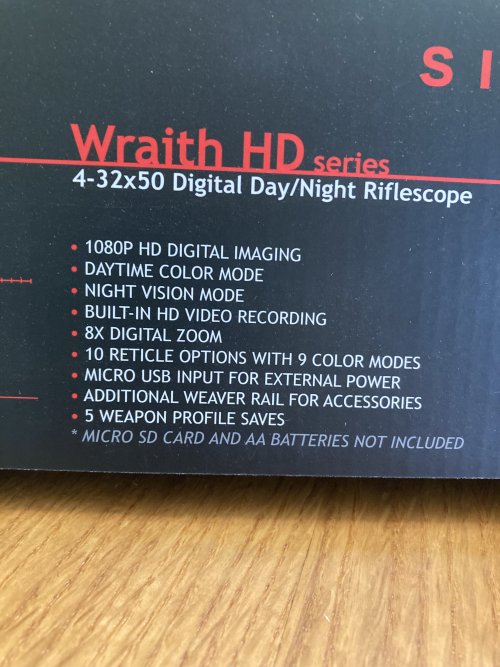 S I
Wraith HD series
4-32x50 Digital Day/Night Riflescope
• 1080P HD DIGITAL IMAGING
• DAYTIME COLOR MODE
• NIGHT VISION MODE
• BUILT-IN HD VIDEO RECORDING
• 8X DIGITAL ZOOM
• 10 RETICLE OPTIONS WITH 9 COLOR MODES
• MICRO USB INPUT FOR EXTERNAL POWER
• ADDITIONAL WEAVER RAIL FOR ACCESSORIES
• 5 WEAPON PROFILE SAVES
* MICRO SD CARD AND AA BATTERIES NOT INCLUDED